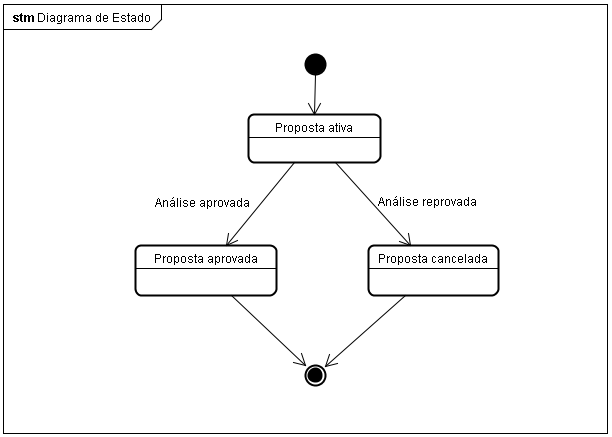 stm Diagrama de Estado
Proposta ativa
Análise aprovada
Análise reprovada
Proposta aprovada
Proposta cancelada